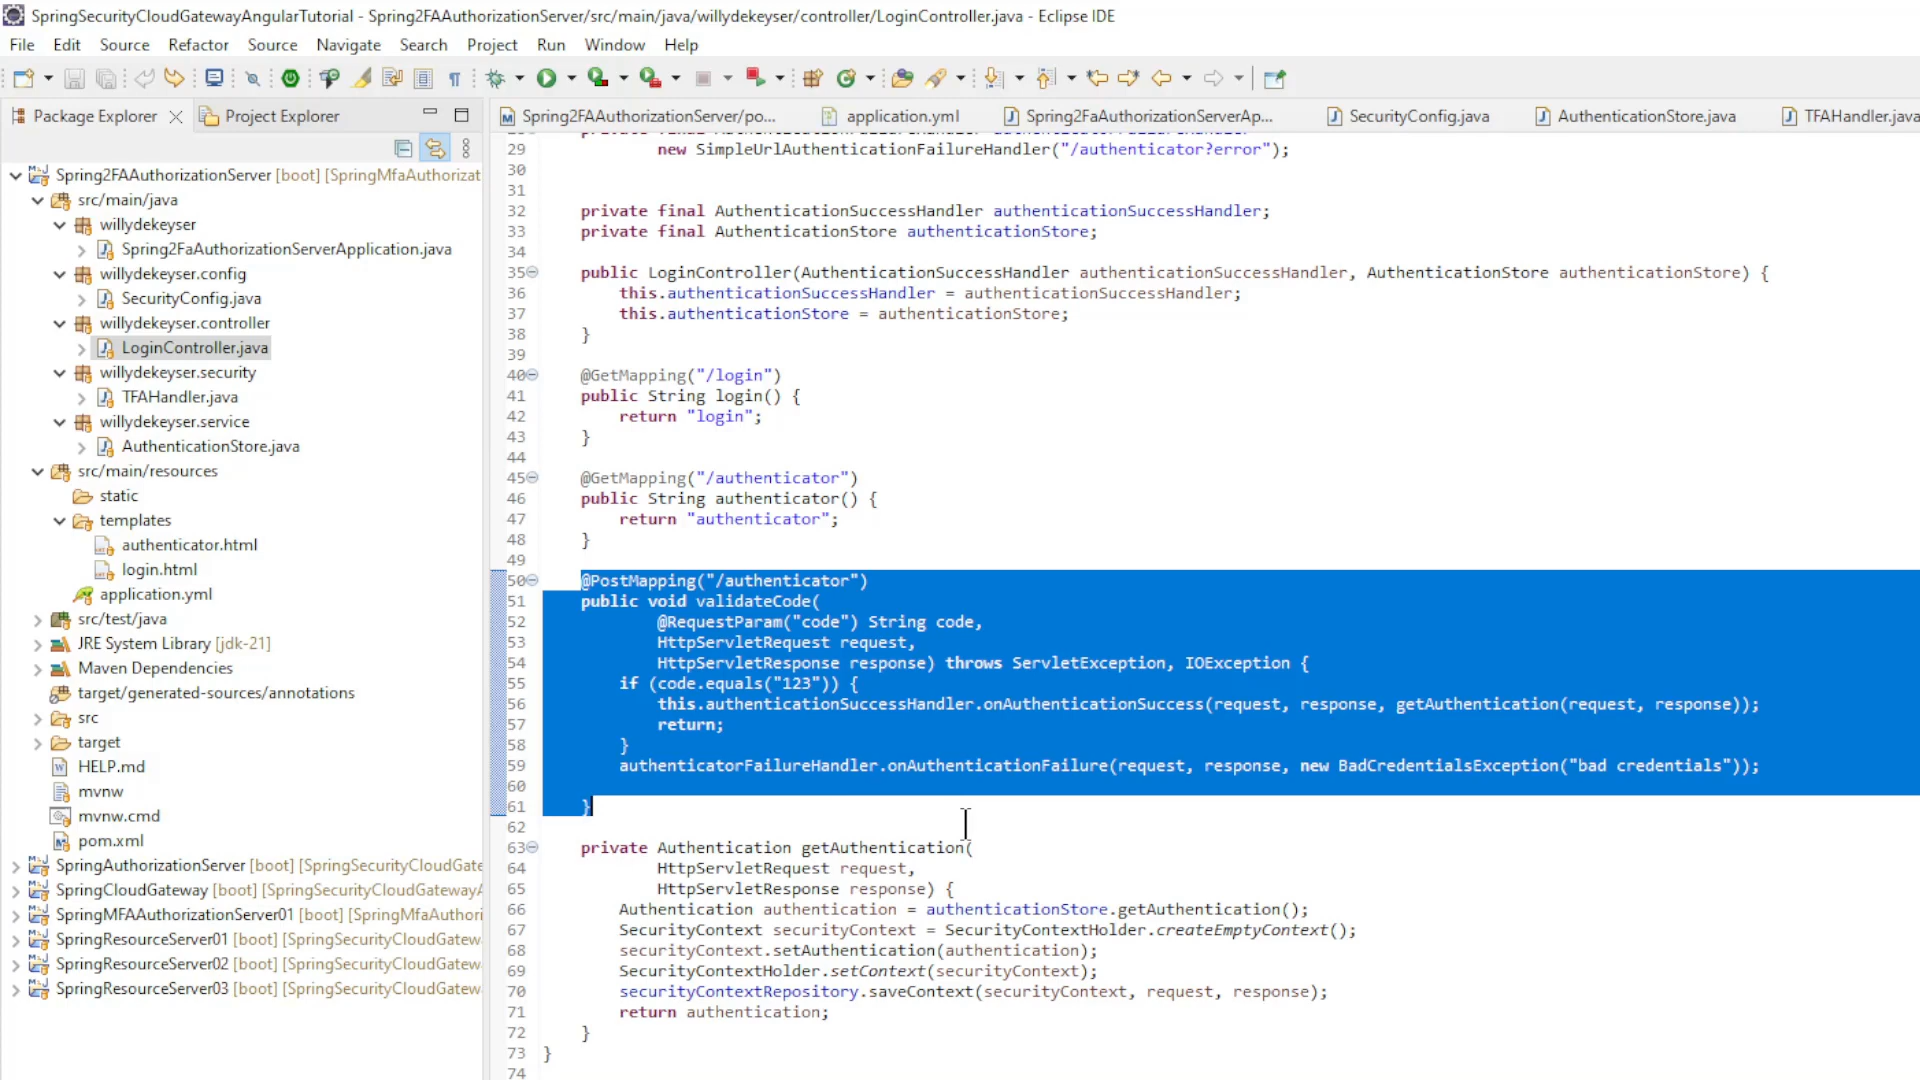 SpringSecurityCloudGatewayAngularTutorial - Spring2FAAuthorizationServer/src/main/java/willydekeyser/controller/LoginController.java - Eclipse IDE
File Edit Source Refactor Source Navigate Search Project Run Window Help
Package Explorer Project Explorer
Spring2FAAuthorizationServer/po... application.yml Spring2FaAuthorizationServerAp... SecurityConfig.java AuthenticationStore.java TFAHandler.java
Spring2FAAuthorizationServer [boot] [SpringMfaAuthorizat
src/main/java
willydekeyser
Spring2FaAuthorizationServerApplication.java
willydekeyser.config
SecurityConfig.java
willydekeyser.controller
LoginController.java
willydekeyser.security
TFAHandler.java
willydekeyser.service
AuthenticationStore.java
src/main/resources
static
templates
authenticator.html
login.html
application.yml
src/test/java
JRE System Library [jdk-21]
Maven Dependencies
target/generated-sources/annotations
src
target
HELP.md
mvnw
mvnw.cmd
pom.xml
SpringAuthorizationServer [boot] [SpringSecurityCloudGate
SpringCloudGateway [boot] [SpringSecurityCloudGateway
SpringMFAAuthorizationServer01 [boot] [SpringMfaAuthori
SpringResourceServer01 [boot] [SpringSecurityCloudGatew
SpringResourceServer02 [boot] [SpringSecurityCloudGatew
SpringResourceServer03 [boot] [SpringSecurityCloudGatew
29 new SimpleUrlAuthenticationFailureHandler("/authenticator?error");
30
31
32 private final AuthenticationSuccessHandler authenticationSuccessHandler;
33 private final AuthenticationStore authenticationStore;
34
35 public LoginController(AuthenticationSuccessHandler authenticationSuccessHandler, AuthenticationStore authenticationStore) {
36 this.authenticationSuccessHandler = authenticationSuccessHandler;
37 this.authenticationStore = authenticationStore;
38 }
39
40 @GetMapping("/login")
41 public String login() {
42 return "login";
43 }
44
45 @GetMapping("/authenticator")
46 public String authenticator() {
47 return "authenticator";
48 }
49
50 @PostMapping("/authenticator")
51 public void validateCode(
52 @RequestParam("code") String code,
53 HttpServletRequest request,
54 HttpServletResponse response) throws ServletException, IOException {
55 if (code.equals("123")) {
56 this.authenticationSuccessHandler.onAuthenticationSuccess(request, response, getAuthentication(request, response));
57 return;
58 }
59 authenticatorFailureHandler.onAuthenticationFailure(request, response, new BadCredentialsException("bad credentials"));
60
61 }
62
63 private Authentication getAuthentication(
64 HttpServletRequest request,
65 HttpServletResponse response) {
66 Authentication authentication = authenticationStore.getAuthentication();
67 SecurityContext securityContext = SecurityContextHolder.createEmptyContext();
68 securityContext.setAuthentication(authentication);
69 SecurityContextHolder.setContext(securityContext);
70 securityContextRepository.saveContext(securityContext, request, response);
71 return authentication;
72 }
73 }
74